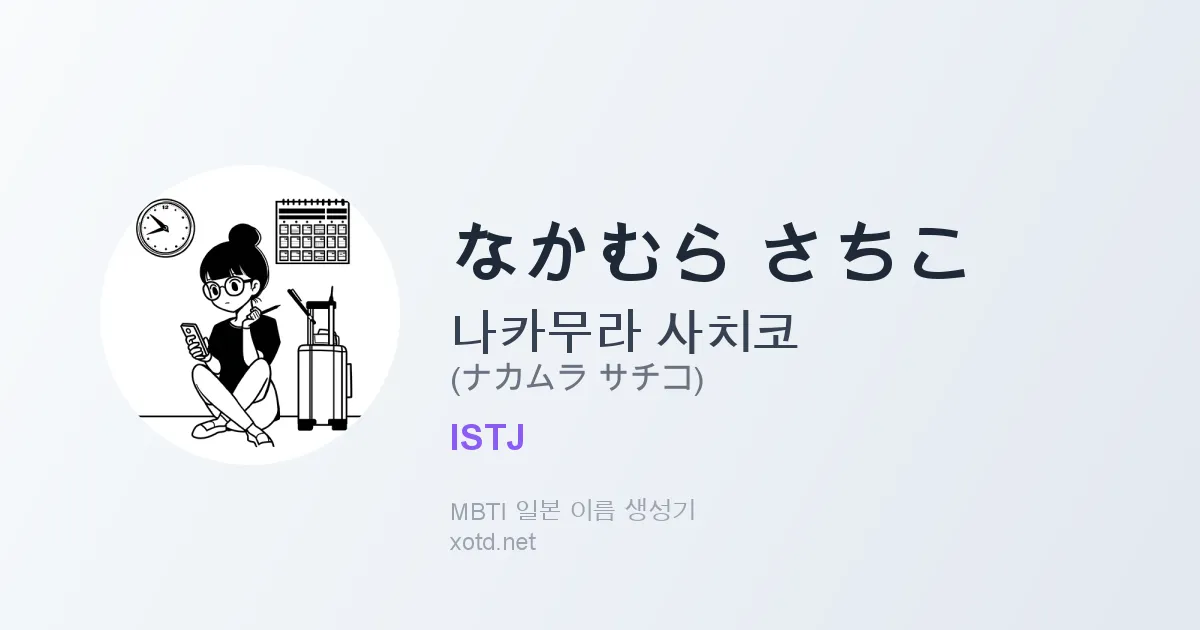 12
なかむら さちこ
나카무라 사치코
(ナカムラ サチコ)
ISTJ
MBTI 일본 이름 생성기
xotd.net